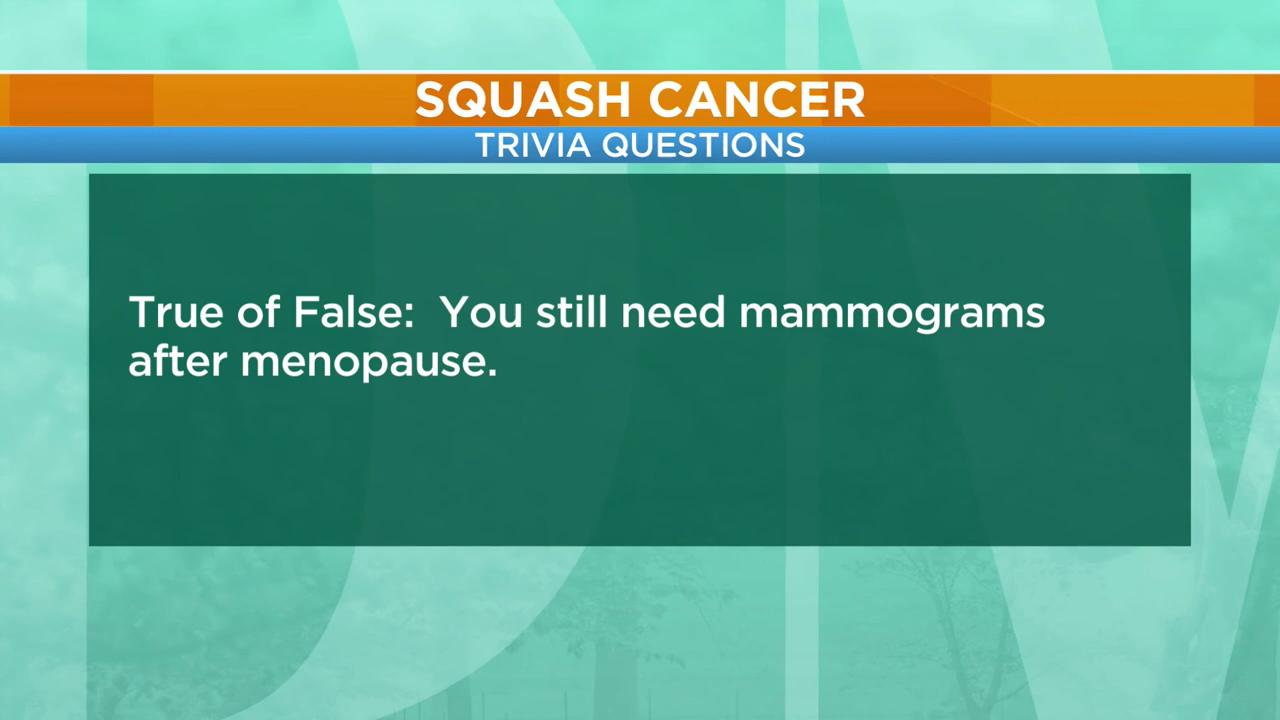 SQUASH CANCER
TRIVIA QUESTIONS
True of False:  You still need mammograms
after menopause.